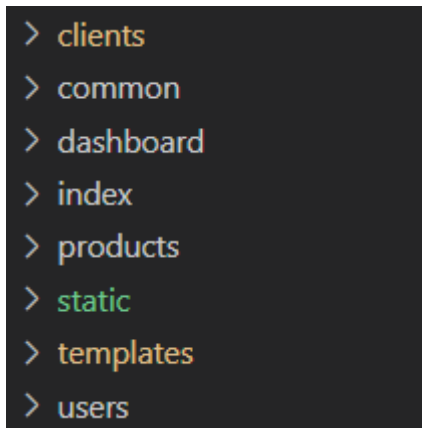 clients
common
dashboard
index
products
static
templates
users